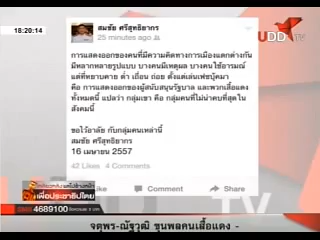 18:20:14
UDD TV
สมชัย ศรีสุทธิยากร
25 minutes ago
การแสดงออกของคนที่มีความคิดทางการเมืองแตกต่างกัน
มีหลากหลายรูปแบบ บางคนมีเหตุผล บางคนใช้อารมณ์
แต่ที่หยาบคาย ต่ำ เถื่อน ถ่อย ตั้งแต่เล่นเฟซบุ๊คมา
คือ การแสดงออกของผู้สนับสนุนรัฐบาล และพวกเสื้อแดง
ทั้งหมดนี้ แปลว่า กลุ่มเขา คือ กลุ่มคนที่ไม่น่าคบที่สุดใน
สังคมนี้
ขอไว้อาลัย กับกลุ่มคนเหล่านี้
สมชัย ศรีสุทธิยากร
16 เมษายน 2557
42 Likes 4 Comments
เพื่อประชาธิปไตย
4689100
จตุพร-ณัฐวุฒิ ขุนพลคนเสื้อแดง -